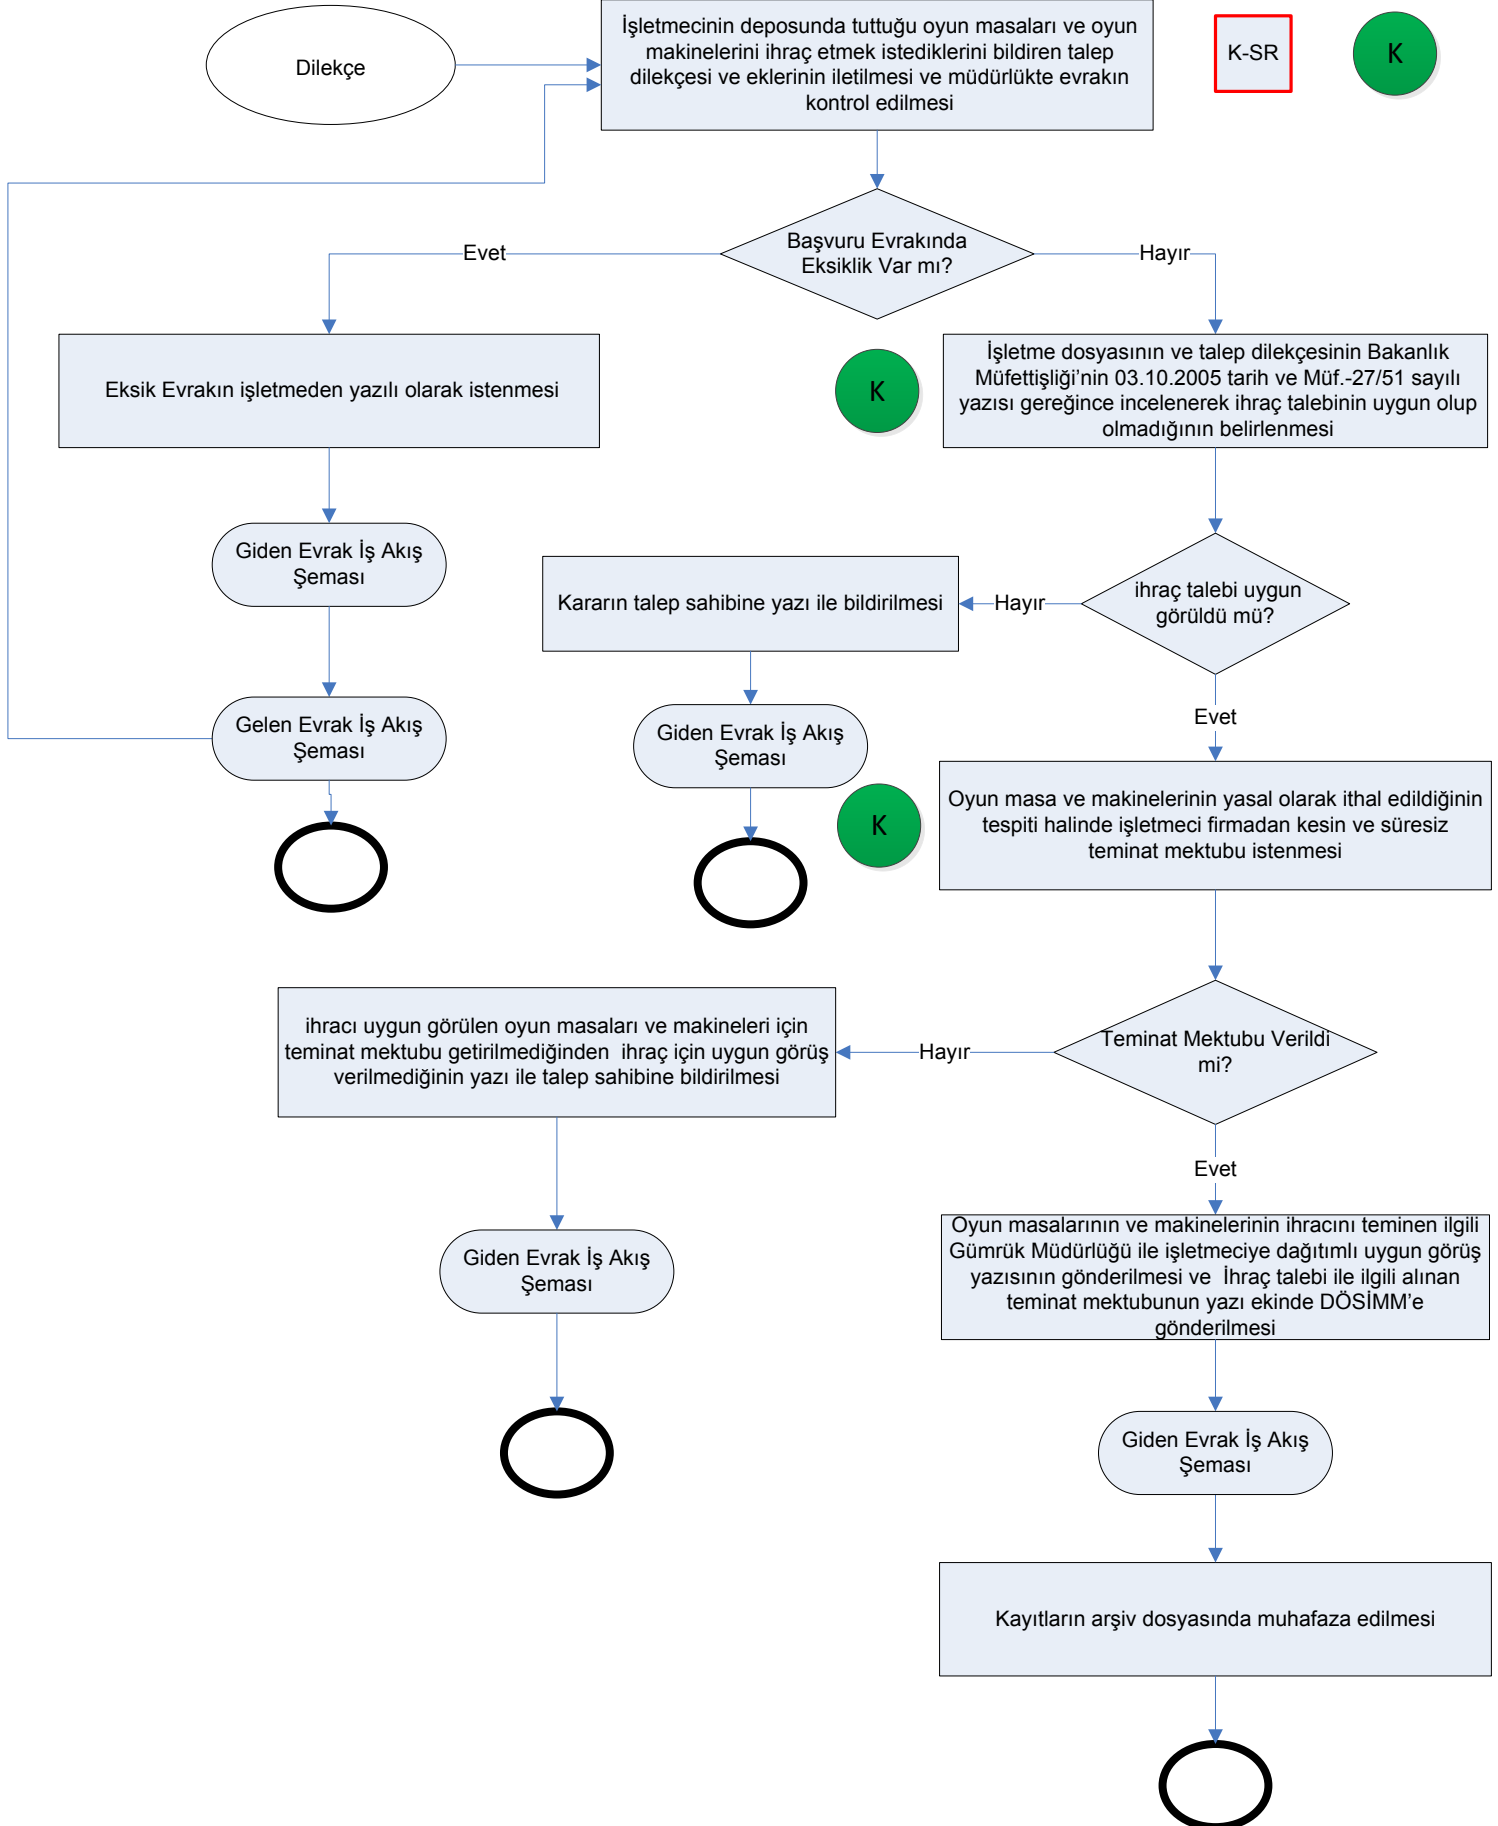 Dilekçe
İşletmecinin deposunda tuttuğu oyun masaları ve oyun
makinelerini ihraç etmek istediklerini bildiren talep
dilekçesi ve eklerinin iletilmesi ve müdürlükte evrakın
kontrol edilmesi
K-SR
K
Başvuru Evrakında
Eksiklik Var mı?
Evet
Hayır
Eksik Evrakın işletmeden yazılı olarak istenmesi
K
İşletme dosyasının ve talep dilekçesinin Bakanlık
Müfettişliği’nin 03.10.2005 tarih ve Müf.-27/51 sayılı
yazısı gereğince incelenerek ihraç talebinin uygun olup
olmadığının belirlenmesi
Giden Evrak İş Akış
Şeması
Kararın talep sahibine yazı ile bildirilmesi
Hayır
ihraç talebi uygun
görüldü mü?
Gelen Evrak İş Akış
Şeması
Giden Evrak İş Akış
Şeması
Evet
K
Oyun masa ve makinelerinin yasal olarak ithal edildiğinin
tespiti halinde işletmeci firmadan kesin ve süresiz
teminat mektubu istenmesi
ihracı uygun görülen oyun masaları ve makineleri için
teminat mektubu getirilmediğinden  ihraç için uygun görüş
verilmediğinin yazı ile talep sahibine bildirilmesi
Hayır
Teminat Mektubu Verildi
mi?
Evet
Oyun masalarının ve makinelerinin ihracını teminen ilgili
Gümrük Müdürlüğü ile işletmeciye dağıtımlı uygun görüş
yazısının gönderilmesi ve  İhraç talebi ile ilgili alınan
teminat mektubunun yazı ekinde DÖSİMM’e
gönderilmesi
Giden Evrak İş Akış
Şeması
Giden Evrak İş Akış
Şeması
Kayıtların arşiv dosyasında muhafaza edilmesi